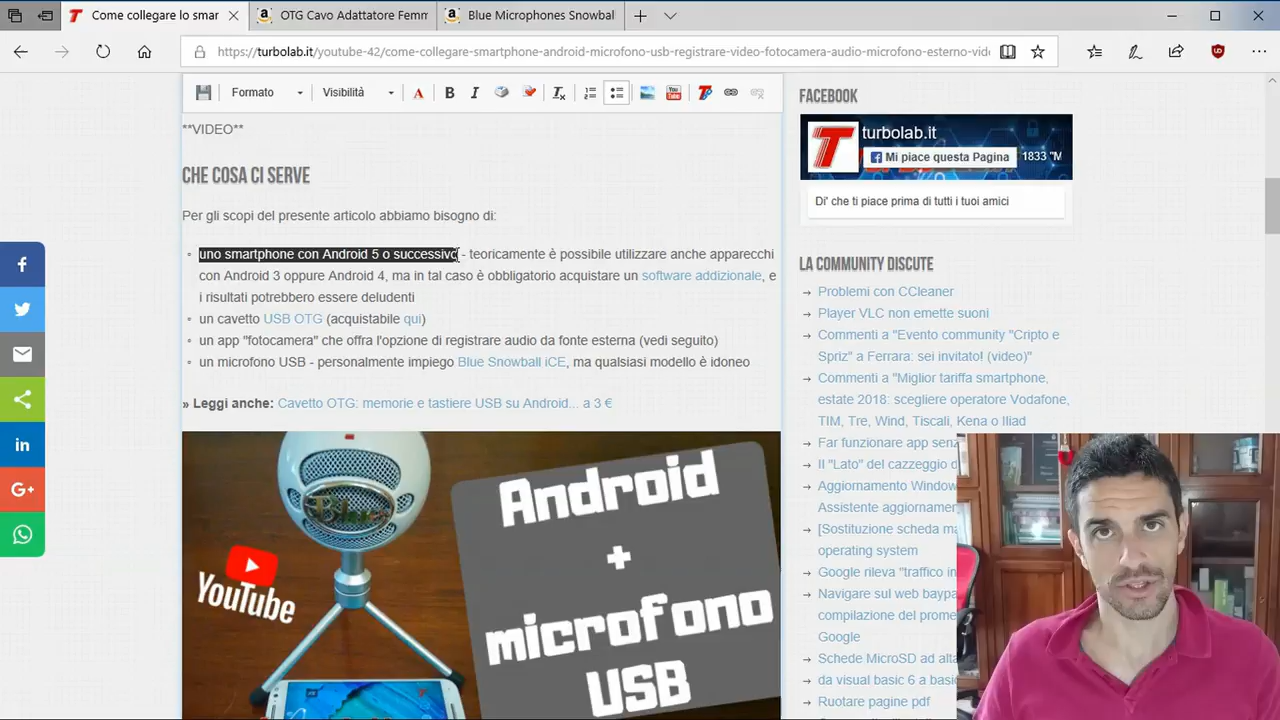 Come collegare lo smar
OTG Cavo Adattatore Femm
Blue Microphones Snowbal
https://turbolab.it/youtube-42/come-collegare-smartphone-android-microfono-usb-registrare-video-fotocamera-audio-microfono-esterno-vide
Formato
Visibilità
**VIDEO**
CHE COSA CI SERVE
Per gli scopi del presente articolo abbiamo bisogno di:
uno smartphone con Android 5 o successivo - teoricamente è possibile utilizzare anche apparecchi
con Android 3 oppure Android 4, ma in tal caso è obbligatorio acquistare un software addizionale, e
i risultati potrebbero essere deludenti
un cavetto USB OTG (acquistabile qui)
un app "fotocamera" che offra l'opzione di registrare audio da fonte esterna (vedi seguito)
un microfono USB - personalmente impiego Blue Snowball iCE, ma qualsiasi modello è idoneo
» Leggi anche: Cavetto OTG: memorie e tastiere USB su Android... a 3 €
Blue
YouTube
Android
+
microfono
USB
FACEBOOK
turbolab.it
Mi piace questa Pagina
1833 "M
Di' che ti piace prima di tutti i tuoi amici
LA COMMUNITY DISCUTE
Problemi con CCleaner
Player VLC non emette suoni
Commenti a "Evento community "Cripto e
Spriz" a Ferrara: sei invitato! (video)"
Commenti a "Miglior tariffa smartphone,
estate 2018: scegliere operatore Vodafone,
TIM, Tre, Wind, Tiscali, Kena o Iliad
Far funzionare app senz
Il "Lato" del cazzeggio d
Aggiornamento Window
Assistente aggiornamer
[Sostituzione scheda ma
operating system
Google rileva "traffico in
Navigare sul web baypa
compilazione del prome
Google
Schede MicroSD ad alta
da visual basic 6 a basic
Ruotare pagine pdf